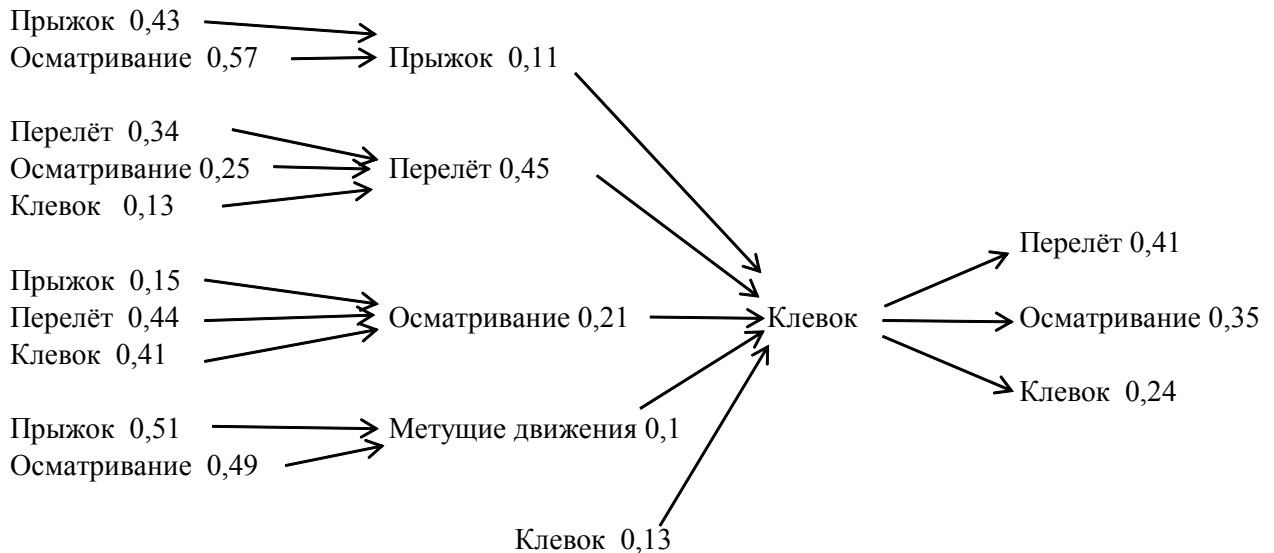 Прыжок 0,43
Осматривание 0,57
Прыжок 0,11
Перелёт 0,34
Осматривание 0,25
Перелёт 0,45
Клевок 0,13
Перелёт 0,41
Прыжок 0,15
Перелёт 0,44
Осматривание 0,21
Клевок
Осматривание 0,35
Клевок 0,41
Клевок 0,24
Прыжок 0,51
Метущие движения 0,1
Осматривание 0,49
Клевок 0,13